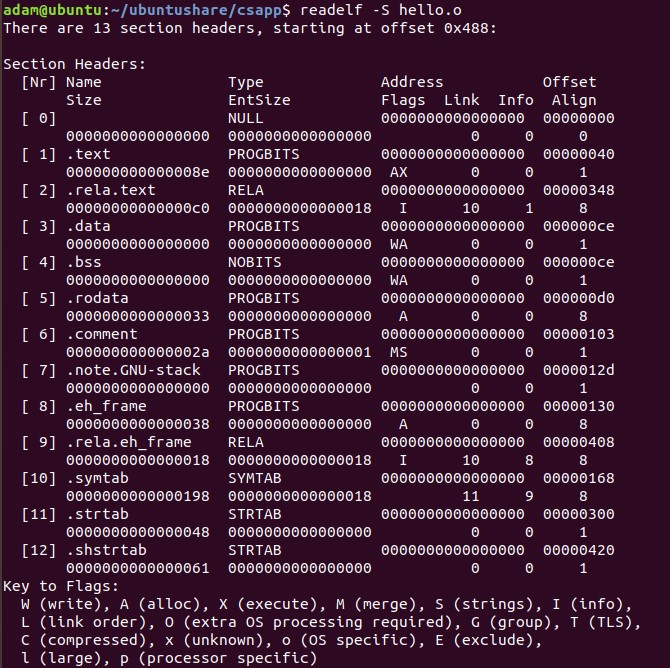 adam@ubuntu:~/ubuntushare/csapp$ readelf -S hello.o
There are 13 section headers, starting at offset 0x488:

Section Headers:
  [Nr] Name              Type             Address           Offset
       Size              EntSize          Flags  Link  Info  Align
  [ 0]                   NULL             0000000000000000  00000000
       0000000000000000  0000000000000000           0     0     0
  [ 1] .text             PROGBITS         0000000000000000  00000040
       000000000000008e  0000000000000000  AX       0     0     1
  [ 2] .rela.text        RELA             0000000000000000  00000348
       00000000000000c0  0000000000000018   I      10     1     8
  [ 3] .data             PROGBITS         0000000000000000  000000ce
       0000000000000000  0000000000000000  WA       0     0     1
  [ 4] .bss              NOBITS           0000000000000000  000000ce
       0000000000000000  0000000000000000  WA       0     0     1
  [ 5] .rodata           PROGBITS         0000000000000000  000000d0
       0000000000000033  0000000000000000   A       0     0     8
  [ 6] .comment          PROGBITS         0000000000000000  00000103
       000000000000002a  0000000000000001  MS       0     0     1
  [ 7] .note.GNU-stack   PROGBITS         0000000000000000  0000012d
       0000000000000000  0000000000000000           0     0     1
  [ 8] .eh_frame         PROGBITS         0000000000000000  00000130
       0000000000000038  0000000000000000   A       0     0     8
  [ 9] .rela.eh_frame    RELA             0000000000000000  00000408
       0000000000000018  0000000000000018   I      10     8     8
  [10] .symtab           SYMTAB           0000000000000000  00000168
       0000000000000198  0000000000000018          11     9     8
  [11] .strtab           STRTAB           0000000000000000  00000300
       0000000000000048  0000000000000000           0     0     1
  [12] .shstrtab         STRTAB           0000000000000000  00000420
       0000000000000061  0000000000000000           0     0     1
Key to Flags:
  W (write), A (alloc), X (execute), M (merge), S (strings), I (info),
  L (link order), O (extra OS processing required), G (group), T (TLS),
  C (compressed), x (unknown), o (OS specific), E (exclude),
  l (large), p (processor specific)